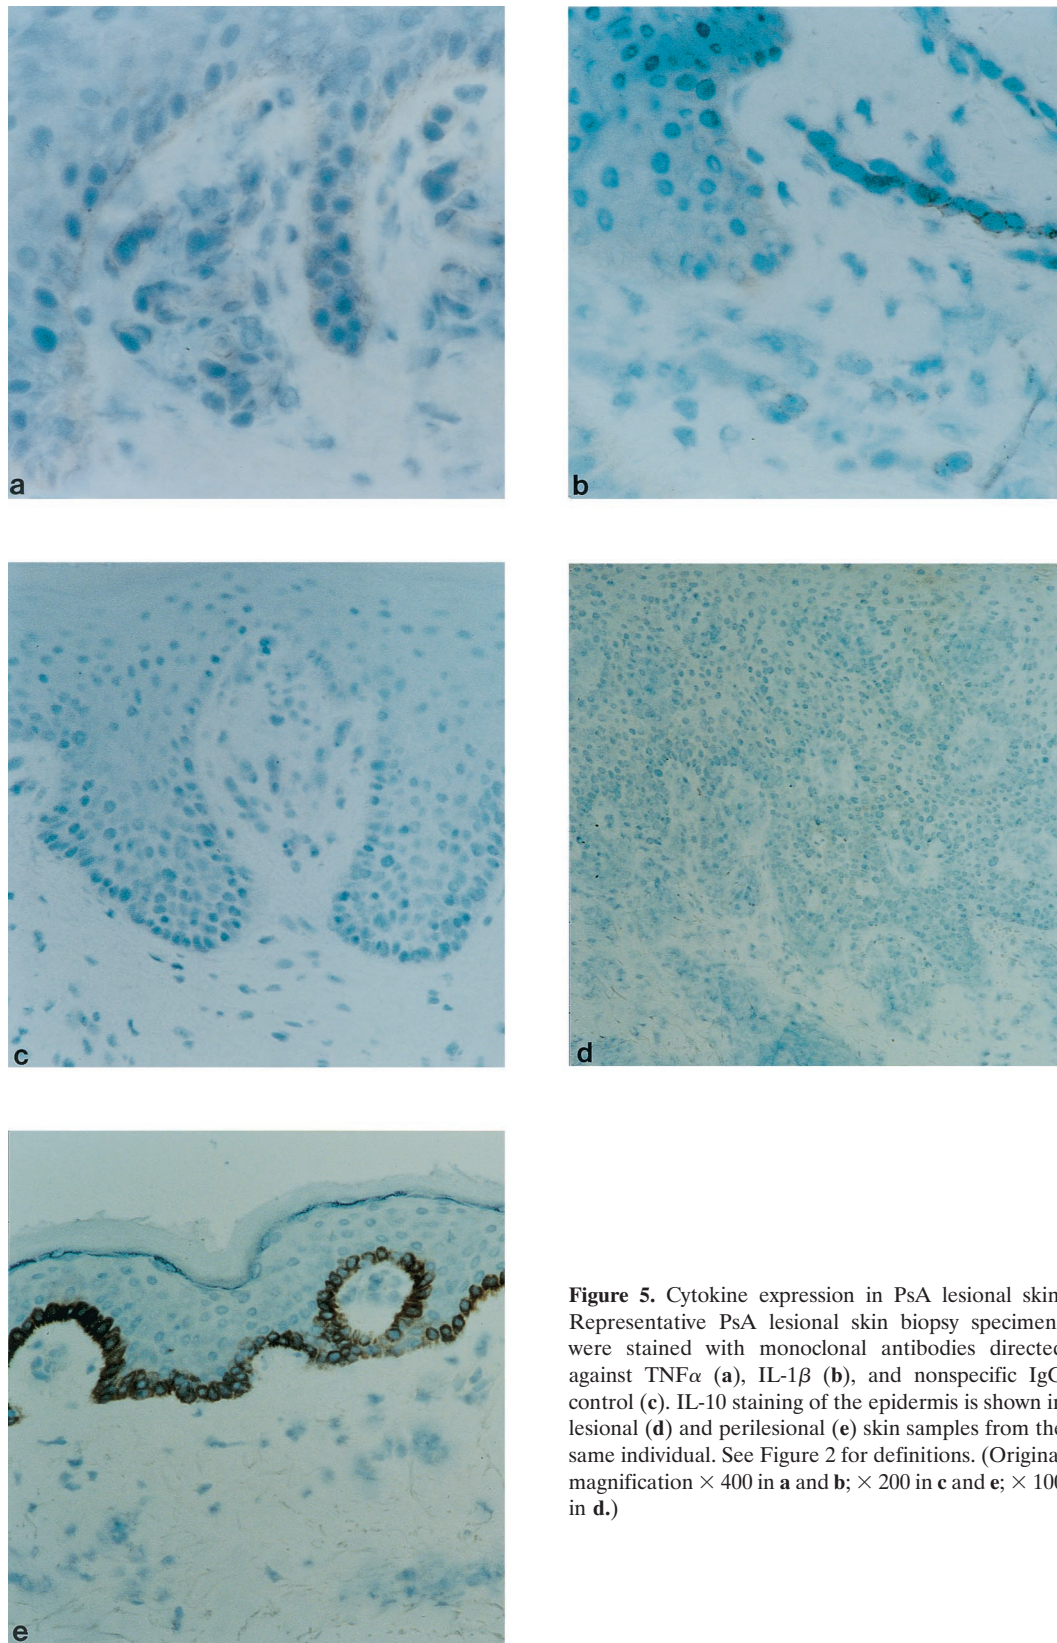 a
b
c
d
e
Figure 5. Cytokine expression in PsA lesional skin
Representative PsA lesional skin biopsy specimen
were stained with monoclonal antibodies directed
against TNFα (a), IL-1β (b), and nonspecific IgG
control (c). IL-10 staining of the epidermis is shown in
lesional (d) and perilesional (e) skin samples from the
same individual. See Figure 2 for definitions. (Origina
magnification × 400 in a and b; × 200 in c and e; × 100
in d.)